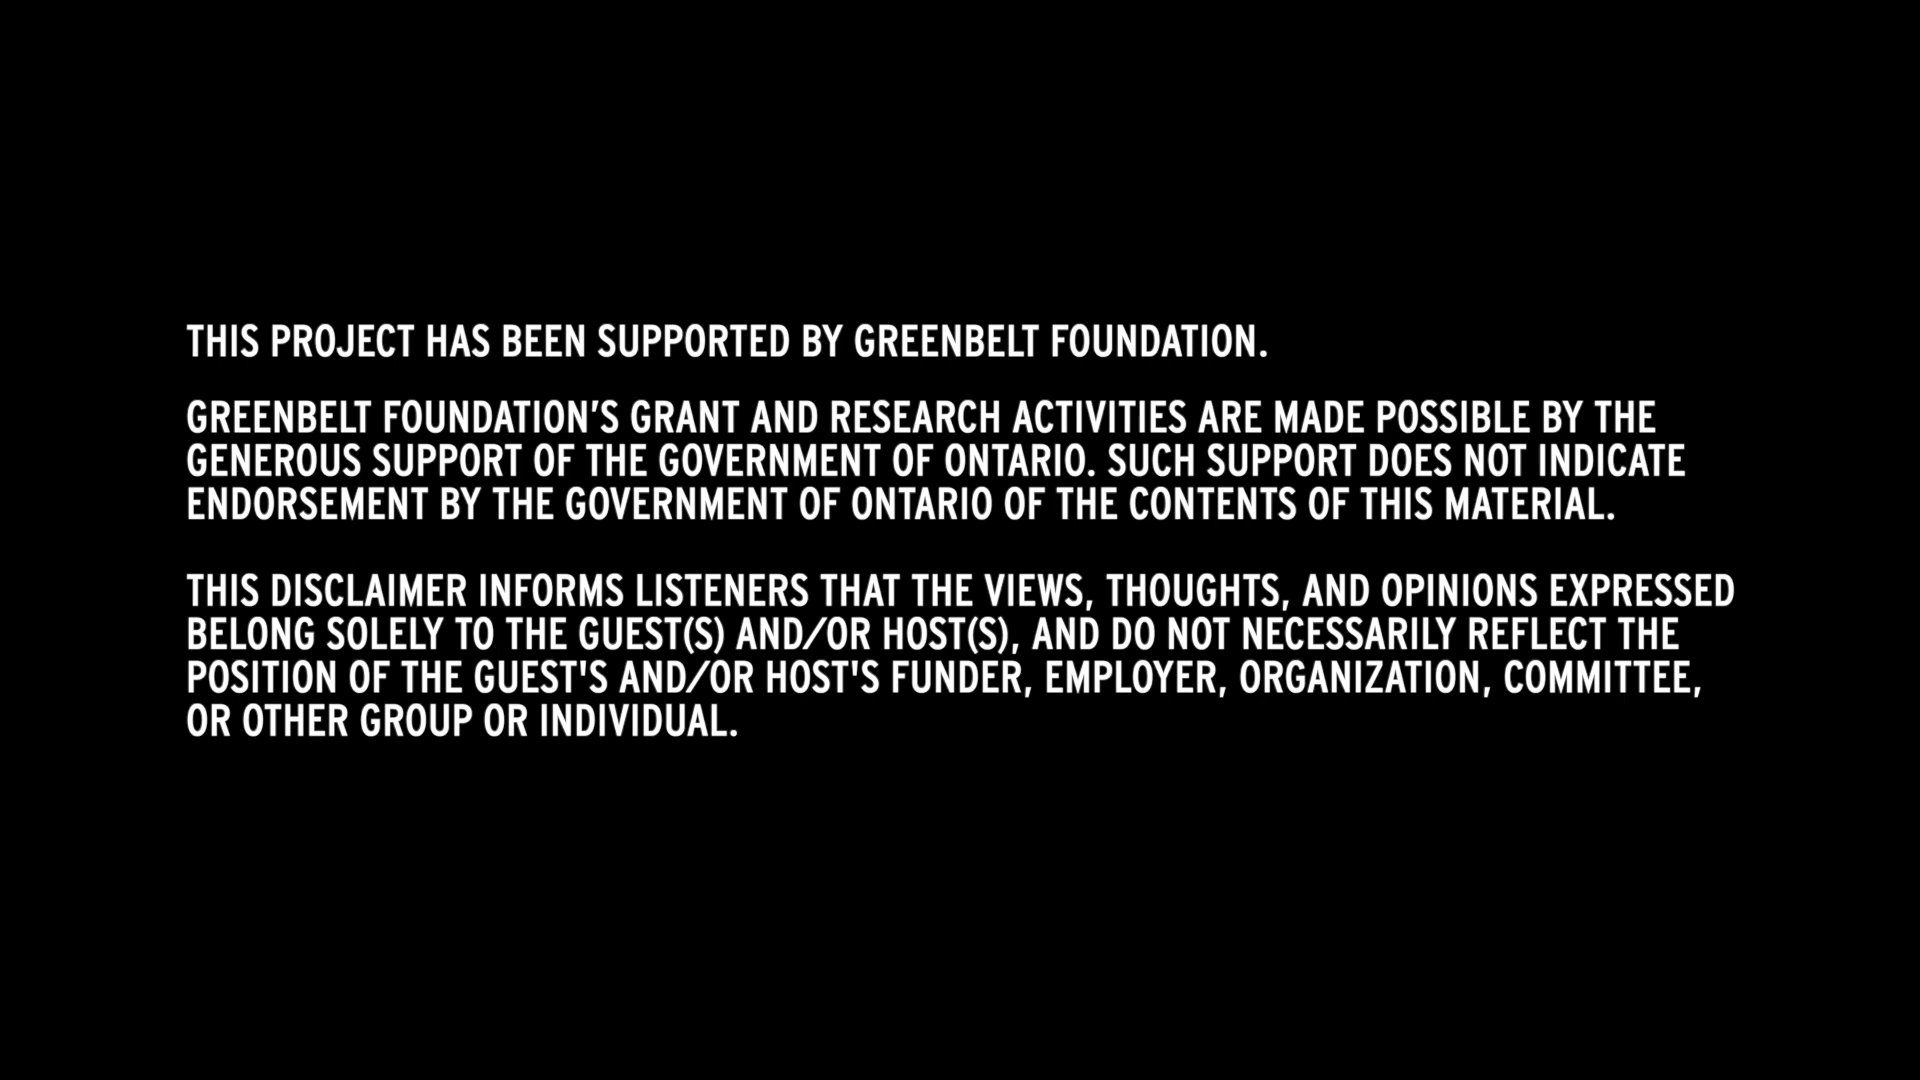 THIS PROJECT HAS BEEN SUPPORTED BY GREENBELT FOUNDATION.
GREENBELT FOUNDATION’S GRANT AND RESEARCH ACTIVITIES ARE MADE POSSIBLE BY THE
GENEROUS SUPPORT OF THE GOVERNMENT OF ONTARIO. SUCH SUPPORT DOES NOT INDICATE
ENDORSEMENT BY THE GOVERNMENT OF ONTARIO OF THE CONTENTS OF THIS MATERIAL.
THIS DISCLAIMER INFORMS LISTENERS THAT THE VIEWS, THOUGHTS, AND OPINIONS EXPRESSED
BELONG SOLELY TO THE GUEST(S) AND/OR HOST(S), AND DO NOT NECESSARILY REFLECT THE
POSITION OF THE GUEST'S AND/OR HOST'S FUNDER, EMPLOYER, ORGANIZATION, COMMITTEE,
OR OTHER GROUP OR INDIVIDUAL.